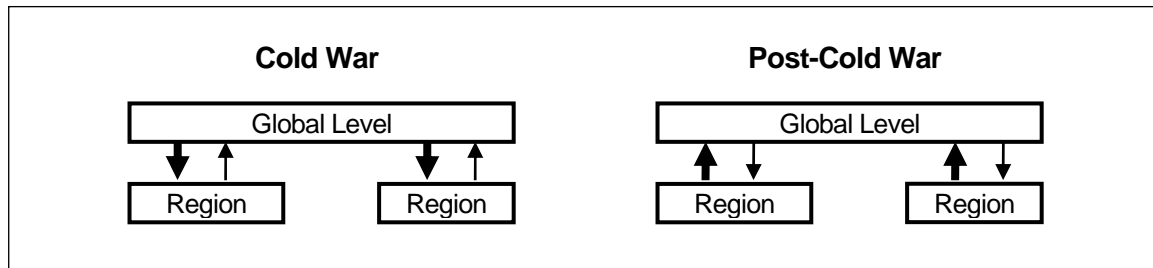 Cold War
Post-Cold War
Global Level
Global Level
Region
Region
Region
Region